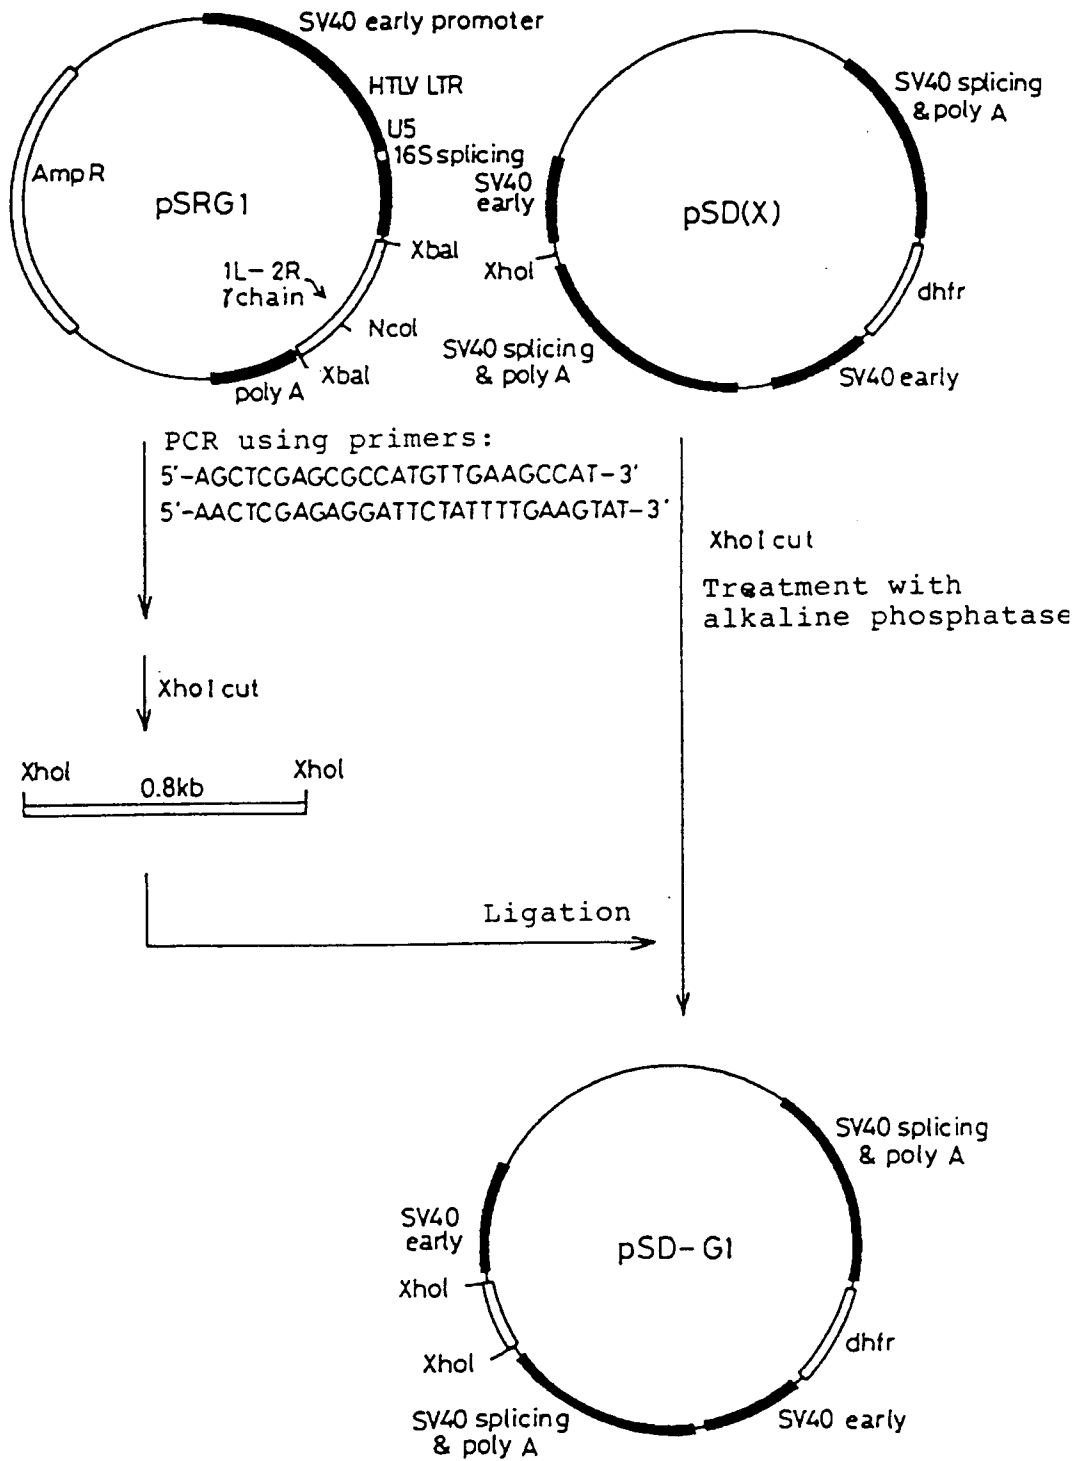 SV40 early promoter
HTLV LTR
U5
16S splicing
AmpR
pSRG1
XbaI
1L-2R
γchain
NcoI
XbaI
poly A
SV40 splicing
& poly A
SV40
early
pSD(X)
XhoI
dhfr
SV40 splicing
& poly A
SV40 early
PCR using primers:
5'-AGCTCGAGCGCCATGTTGAAGCCAT-3'
5'-AACTCGAGAGGATTCTATTTTGAAGTAT-3'
XhoI cut
Treatment with
alkaline phosphatase
XhoI cut
XhoI
XhoI
0.8kb
Ligation
SV40 splicing
& poly A
SV40
early
pSD-G1
XhoI
XhoI
dhfr
SV40 splicing
& poly A
SV40 early